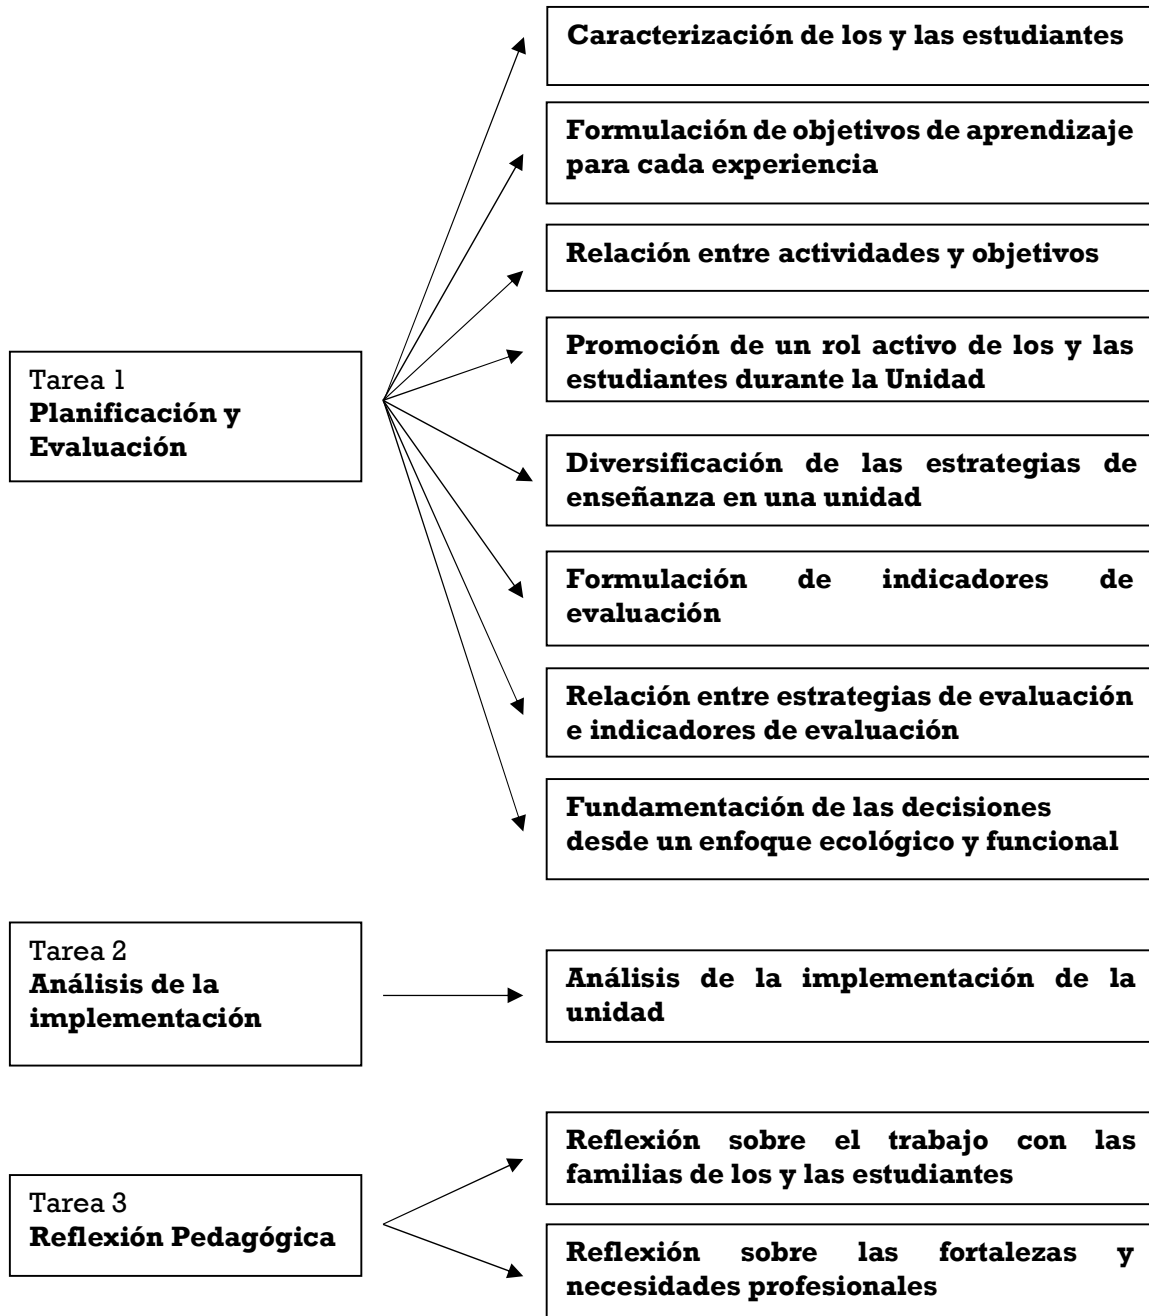 Caracterización de los y las estudiantes
Formulación de objetivos de aprendizaje
para cada experiencia
Relación entre actividades y objetivos
Tarea 1
Planificación y
Evaluación
Promoción de un rol activo de los y las
estudiantes durante la Unidad
Diversificación de las estrategias de
enseñanza en una unidad
Formulación de indicadores de
evaluación
Relación entre estrategias de evaluación
e indicadores de evaluación
Fundamentación de las decisiones
desde un enfoque ecológico y funcional
Tarea 2
Análisis de la
implementación
Análisis de la implementación de la
unidad
Tarea 3
Reflexión Pedagógica
Reflexión sobre el trabajo con las
familias de los y las estudiantes
Reflexión sobre las fortalezas y
necesidades profesionales